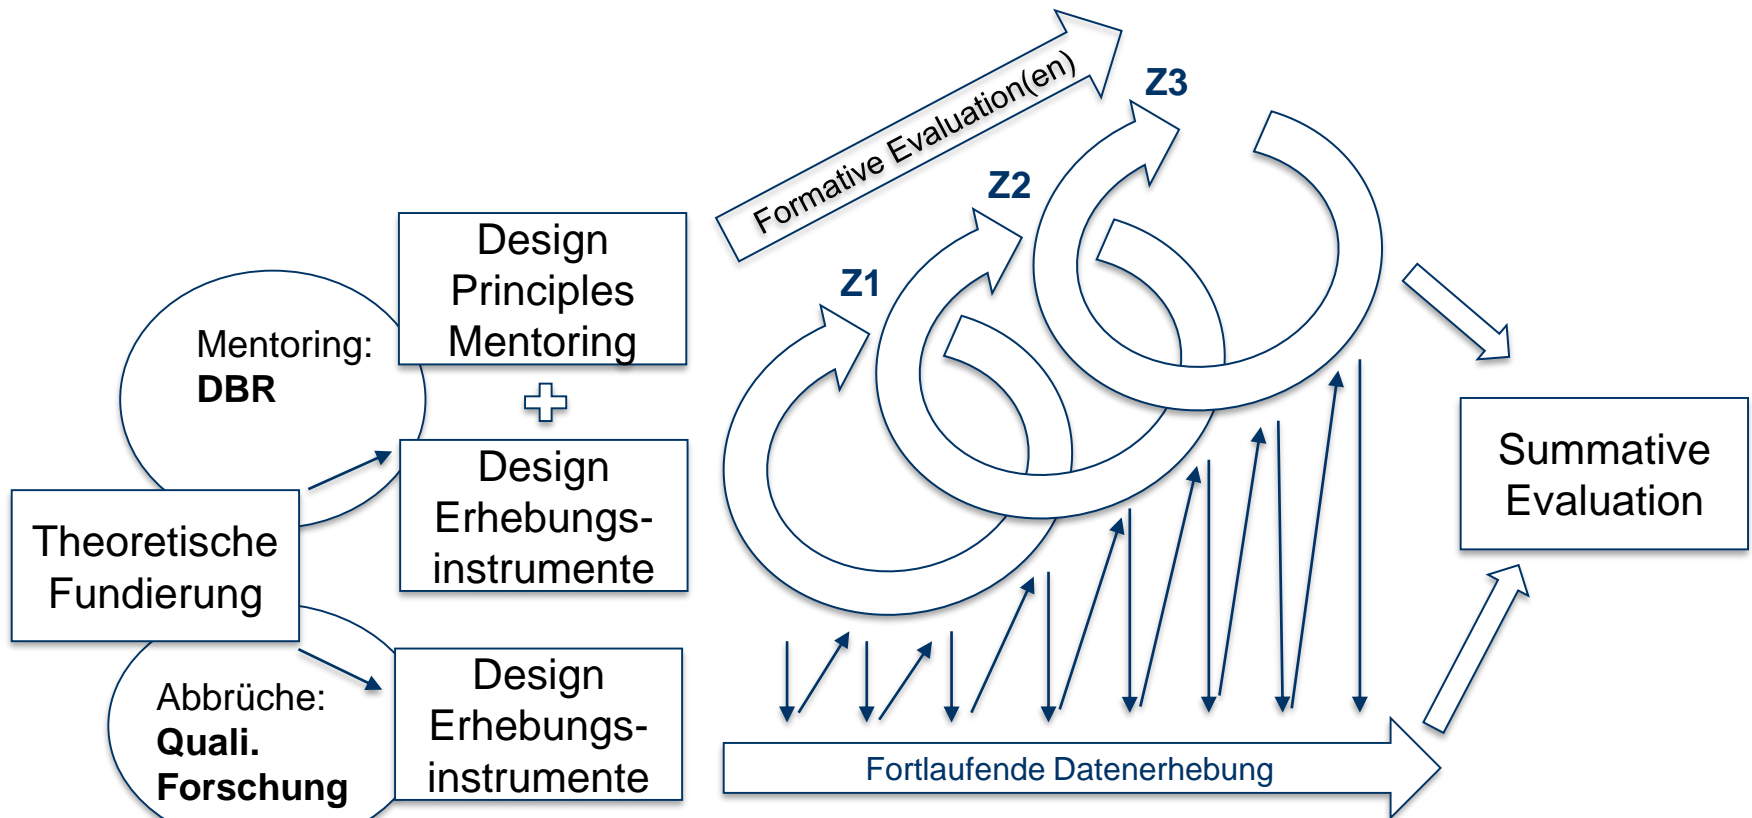 Formative Evaluation(en)
Z3
Z2
Z1
Design
Principles
Mentoring
Mentoring:
DBR
Design
Erhebungs-
instrumente
Theoretische
Fundierung
Summative
Evaluation
Abbrüche:
Quali.
Forschung
Design
Erhebungs-
instrumente
Fortlaufende Datenerhebung